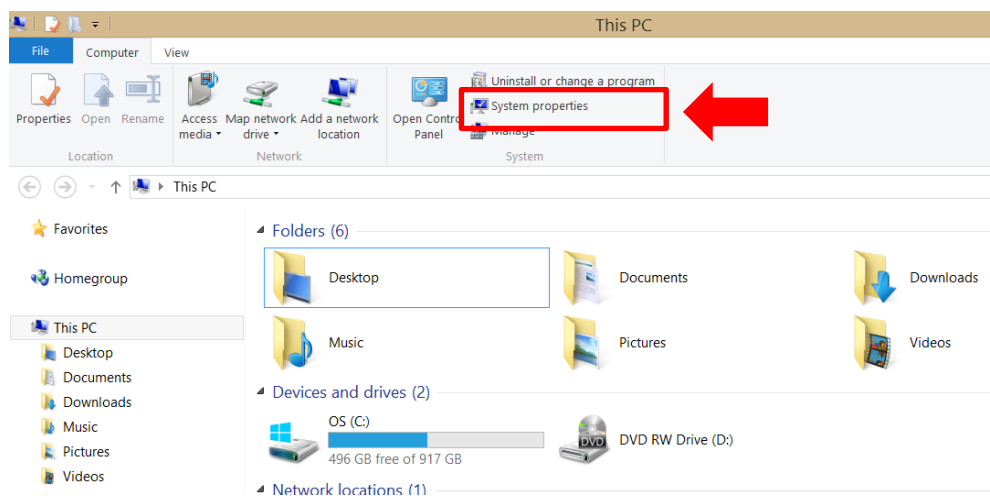 This PC
File Computer View
Properties Open Rename Access media Map network drive Add a network location Open Contro Panel Uninstall or change a program
System properties
Manage
Location Network System
This PC
Favorites
Homegroup
This PC
Desktop
Documents
Downloads
Music
Pictures
Videos
Folders (6)
Desktop Documents Downloads
Music Pictures Videos
Devices and drives (2)
OS (C:)
496 GB free of 917 GB
DVD
DVD RW Drive (D:)
Network locations (1)